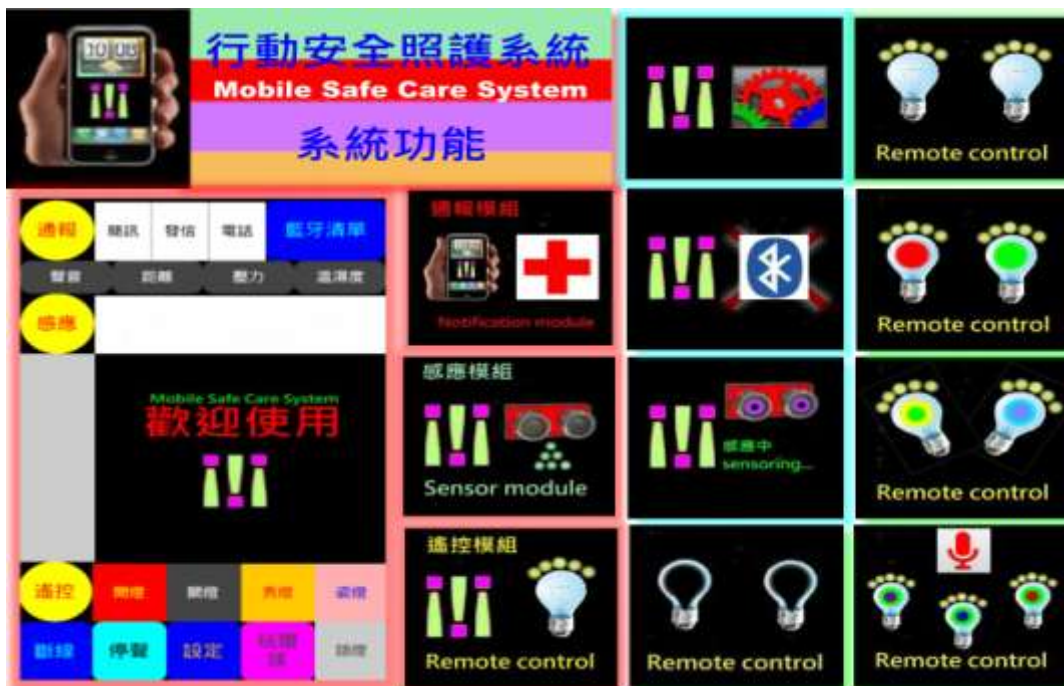 10:08
行動安全照護系統
Mobile Safe Care System
系統功能
Remote control
通報
簡訊
發信
電話
藍牙清單
聲音
距離
壓力
溫濕度
感應
Mobile Safe Care System
歡迎使用
遙控
開燈
關燈
斷線
停聲
設定
通報模組
Notification module
感應模組
Sensor module
遙控模組
Remote control
感應中
sensoring...
Remote control
Remote control
Remote control
Remote control